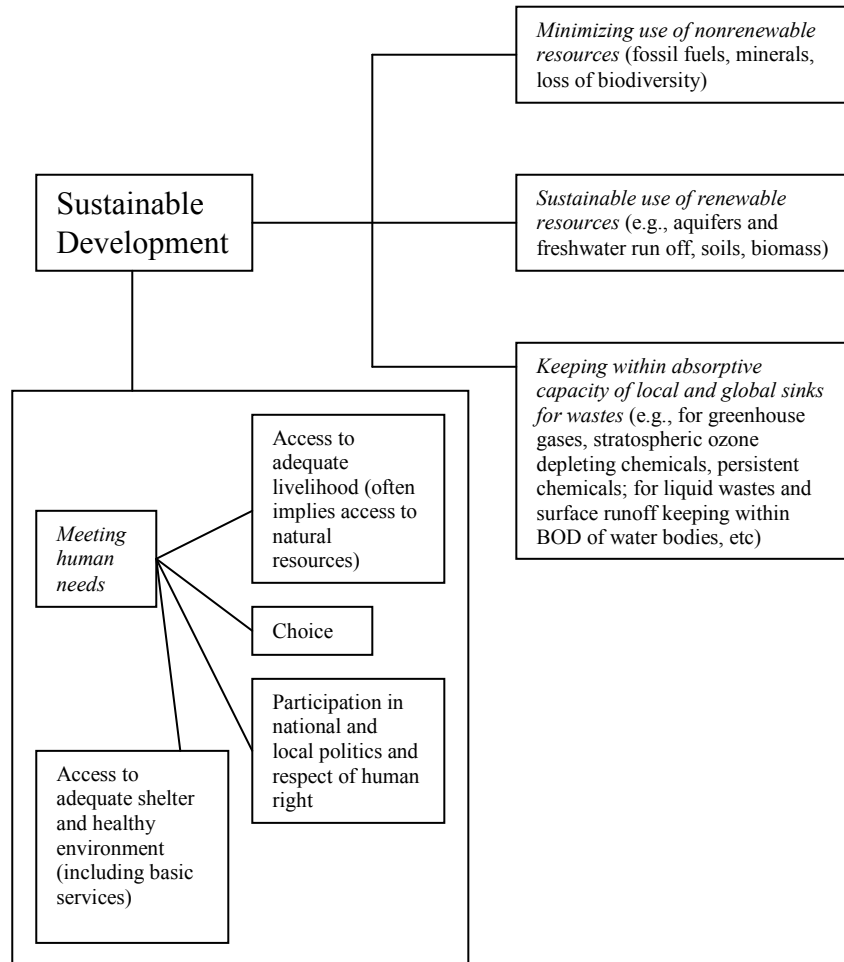 Minimizing use of nonrenewable
resources (fossil fuels, minerals,
loss of biodiversity)
Sustainable
Development
Sustainable use of renewable
resources (e.g., aquifers and
freshwater run off, soils, biomass)
Keeping within absorptive
capacity of local and global sinks
for wastes (e.g., for greenhouse
gases, stratospheric ozone
depleting chemicals, persistent
chemicals; for liquid wastes and
surface runoff keeping within
BOD of water bodies, etc)
Meeting
human
needs
Access to
adequate
livelihood (often
implies access to
natural
resources)
Choice
Participation in
national and
local politics and
respect of human
right
Access to
adequate shelter
and healthy
environment
(including basic
services)